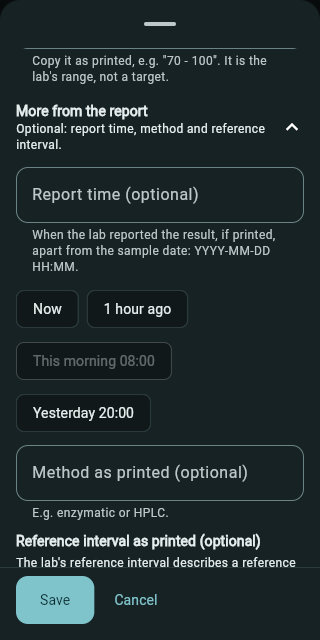 Copy it as printed, e.g. "70 - 100". It is the
lab's range, not a target.
More from the report
Optional: report time, method and reference
interval.
Report time (optional)
When the lab reported the result, if printed,
apart from the sample date: YYYY-MM-DD
HH:MM.
Now
1 hour ago
This morning 08:00
Yesterday 20:00
Method as printed (optional)
E.g. enzymatic or HPLC.
Reference interval as printed (optional)
The lab's reference interval describes a reference
Save
Cancel